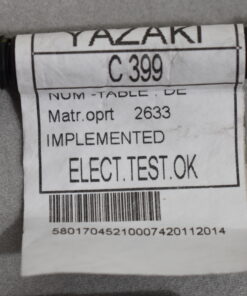 YAZAKI
C 399
NUM -TABLE : DE
Matr.oprt 2633
IMPLEMENTED
ELECT.TEST.OK
58017045210007420112014